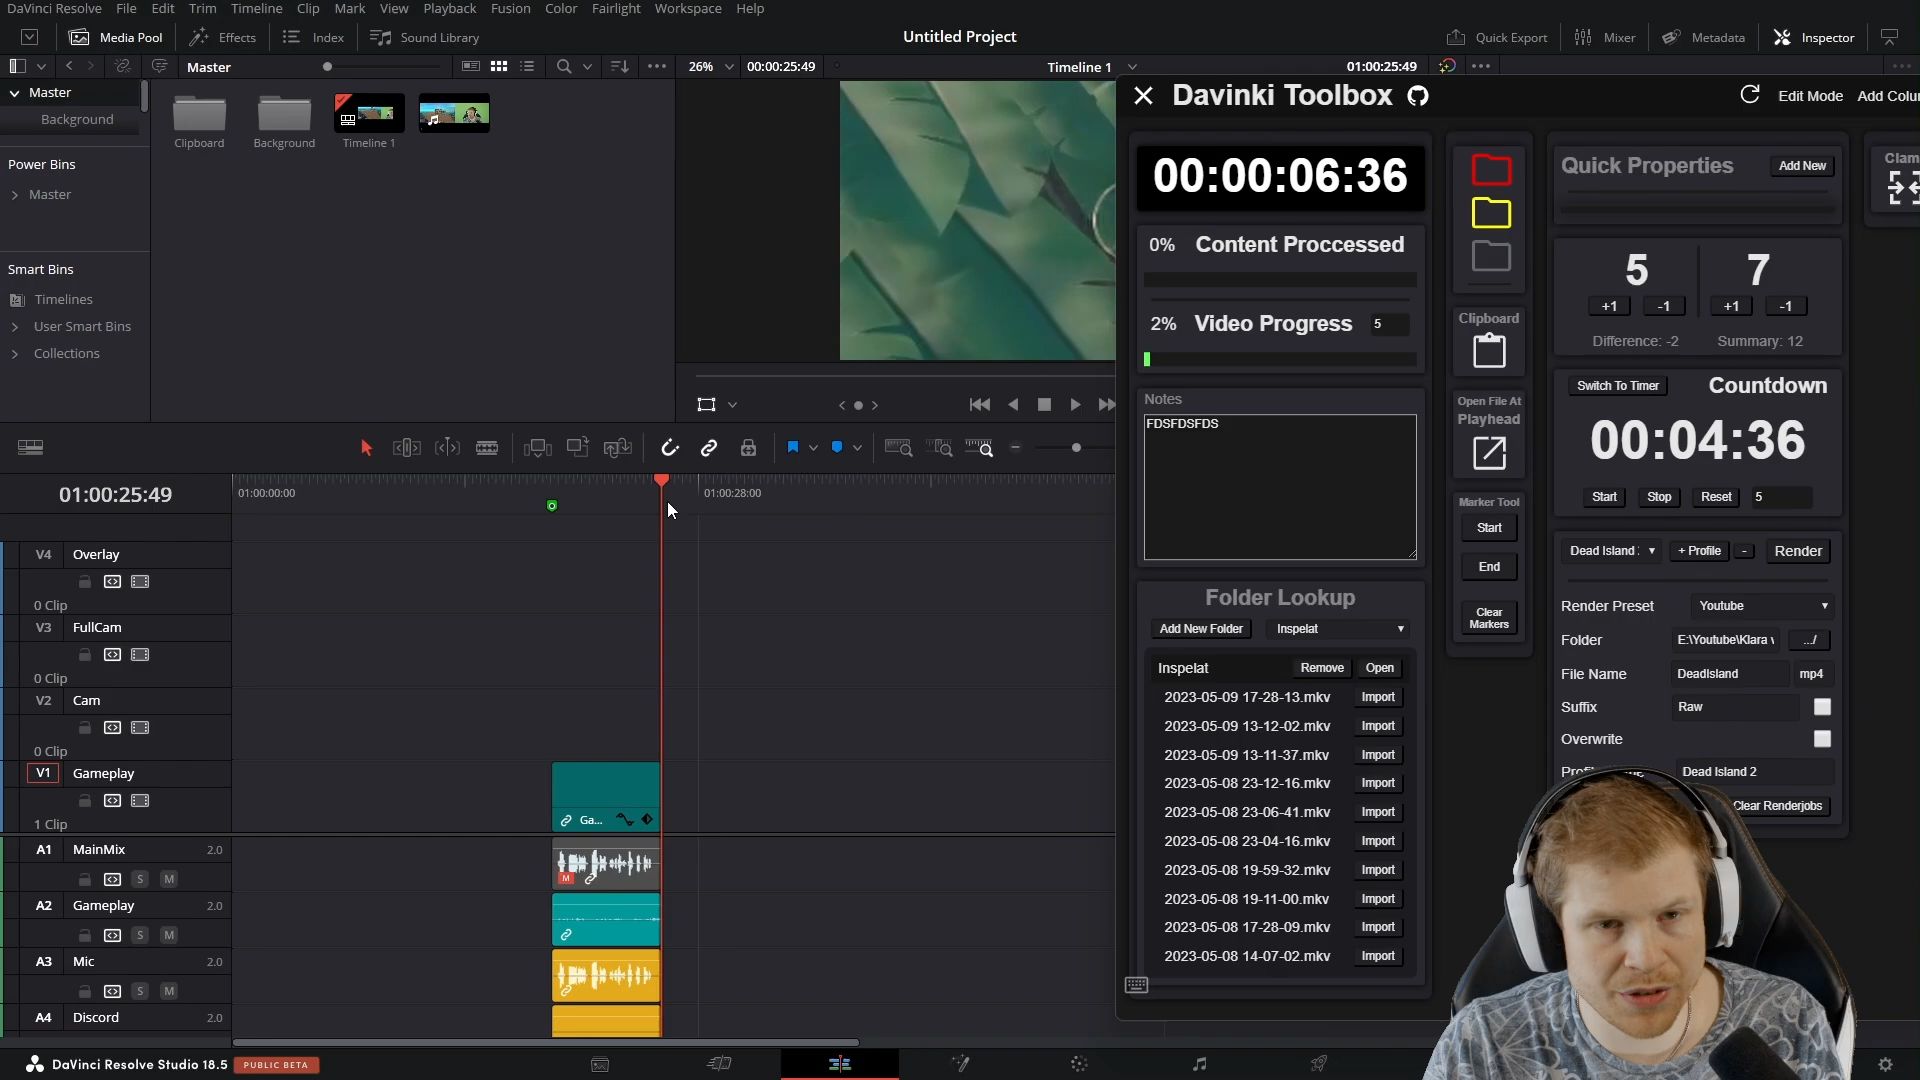 DaVinci Resolve File Edit Trim Timeline Clip Mark View Playback Fusion Color Fairlight Workspace Help
Media Pool Effects Index Sound Library Untitled Project Quick Export Mixer Metadata Inspector
Master 26% 00:00:25:49 Timeline 1 01:00:25:49
Master
Background
Power Bins
Master
Smart Bins
Timelines
User Smart Bins
Collections
Clipboard Background Timeline 1
Davinki Toolbox Edit Mode Add Colu
00:00:06:36
0% Content Proccessed
2% Video Progress 5
Notes
FDSFDSFDS
Folder Lookup
Add New Folder Inspelat
Inspelat Remove Open
2023-05-09 17-28-13.mkv Import
2023-05-09 13-12-02.mkv Import
2023-05-09 13-11-37.mkv Import
2023-05-08 23-12-16.mkv Import
2023-05-08 23-06-41.mkv Import
2023-05-08 23-04-16.mkv Import
2023-05-08 19-59-32.mkv Import
2023-05-08 19-11-00.mkv Import
2023-05-08 17-28-09.mkv Import
2023-05-08 14-07-02.mkv Import
Clipboard
Open File At
Playhead
Marker Tool
Start
End
Clear
Markers
Quick Properties Add New
5 7
+1 -1 +1 -1
Difference: -2 Summary: 12
Switch To Timer Countdown
00:04:36
Start Stop Reset 5
Dead Island + Profile - Render
Render Preset Youtube
Folder E:\Youtube\Klara .../
File Name DeadIsland mp4
Suffix Raw
Overwrite
Dead Island 2
Clear Renderjobs
Clam
01:00:25:49 01:00:00:00 01:00:28:00
V4 Overlay
0 Clip
V3 FullCam
0 Clip
V2 Cam
0 Clip
V1 Gameplay
1 Clip
Ga...
A1 MainMix 2.0
S M
M
A2 Gameplay 2.0
S M
A3 Mic 2.0
S M
A4 Discord 2.0
DaVinci Resolve Studio 18.5 PUBLIC BETA